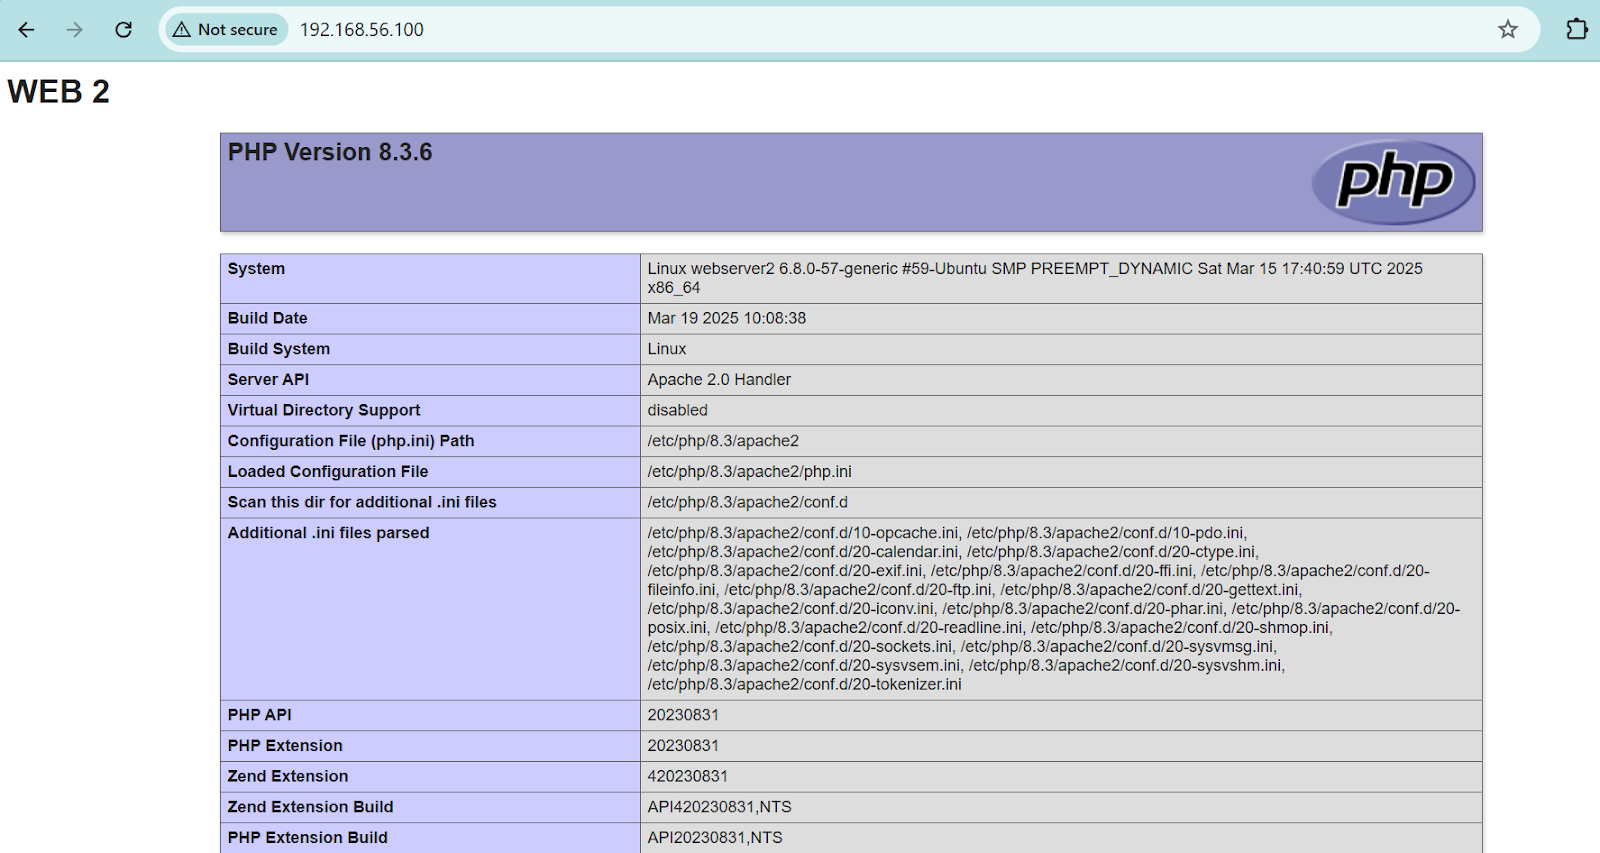 Not secure 192.168.56.100
WEB 2
PHP Version 8.3.6
php
System Linux webserver2 6.8.0-57-generic #59-Ubuntu SMP PREEMPT_DYNAMIC Sat Mar 15 17:40:59 UTC 2025
x86_64
Build Date Mar 19 2025 10:08:38
Build System Linux
Server API Apache 2.0 Handler
Virtual Directory Support disabled
Configuration File (php.ini) Path /etc/php/8.3/apache2
Loaded Configuration File /etc/php/8.3/apache2/php.ini
Scan this dir for additional .ini files /etc/php/8.3/apache2/conf.d
Additional .ini files parsed /etc/php/8.3/apache2/conf.d/10-opcache.ini, /etc/php/8.3/apache2/conf.d/10-pdo.ini,
/etc/php/8.3/apache2/conf.d/20-calendar.ini, /etc/php/8.3/apache2/conf.d/20-ctype.ini,
/etc/php/8.3/apache2/conf.d/20-exif.ini, /etc/php/8.3/apache2/conf.d/20-ffi.ini, /etc/php/8.3/apache2/conf.d/20-
fileinfo.ini, /etc/php/8.3/apache2/conf.d/20-ftp.ini, /etc/php/8.3/apache2/conf.d/20-gettext.ini,
/etc/php/8.3/apache2/conf.d/20-iconv.ini, /etc/php/8.3/apache2/conf.d/20-phar.ini, /etc/php/8.3/apache2/conf.d/20-
posix.ini, /etc/php/8.3/apache2/conf.d/20-readline.ini, /etc/php/8.3/apache2/conf.d/20-shmop.ini,
/etc/php/8.3/apache2/conf.d/20-sockets.ini, /etc/php/8.3/apache2/conf.d/20-sysvmsg.ini,
/etc/php/8.3/apache2/conf.d/20-sysvsem.ini, /etc/php/8.3/apache2/conf.d/20-sysvshm.ini,
/etc/php/8.3/apache2/conf.d/20-tokenizer.ini
PHP API 20230831
PHP Extension 20230831
Zend Extension 420230831
Zend Extension Build API420230831,NTS
PHP Extension Build API20230831,NTS